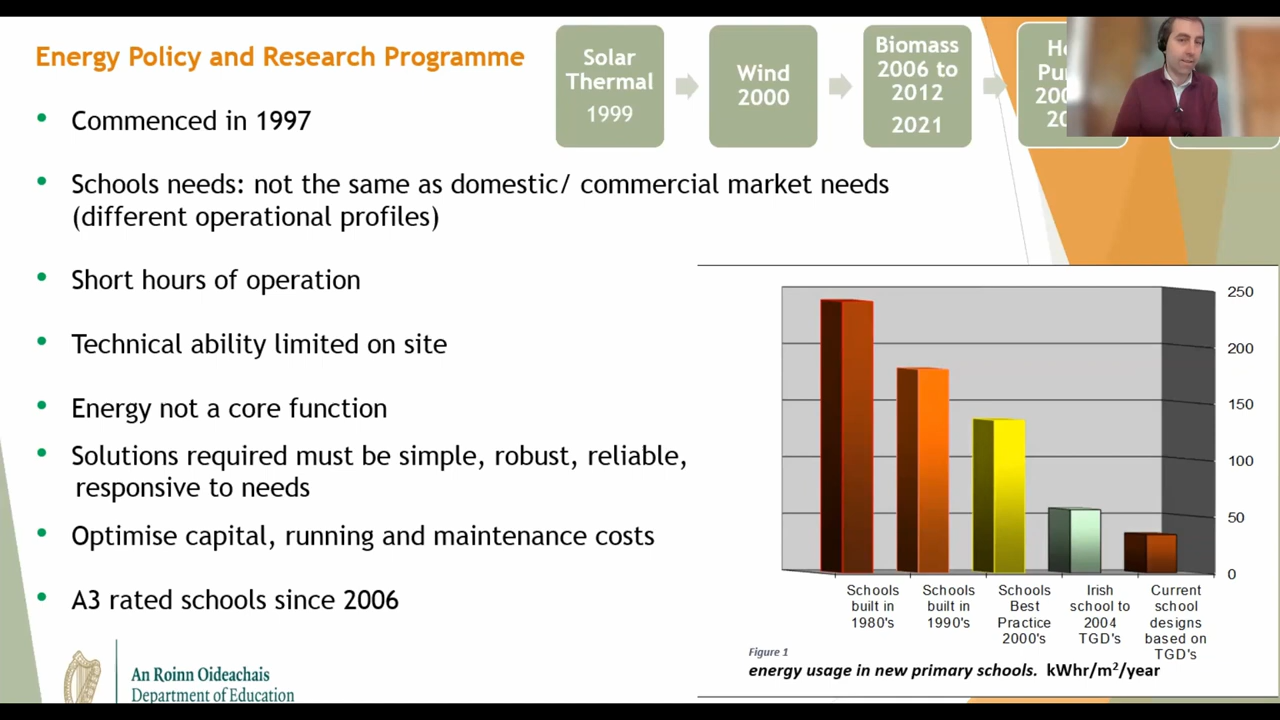 Energy Policy and Research Programme
Solar
Thermal
1999
Wind
2000
Biomass
2006 to
2012
2021
• Commenced in 1997
• Schools needs: not the same as domestic/ commercial market needs
(different operational profiles)
• Short hours of operation
• Technical ability limited on site
• Energy not a core function
• Solutions required must be simple, robust, reliable,
responsive to needs
• Optimise capital, running and maintenance costs
• A3 rated schools since 2006
250
200
150
100
50
0
Schools
built in
1980's
Schools
built in
1990's
Schools
Best
Practice
2000's
Irish
school to
2004
TGD's
Current
school
designs
based on
TGD's
Figure 1
energy usage in new primary schools. kWhr/m²/year
An Roinn Oideachais
Department of Education